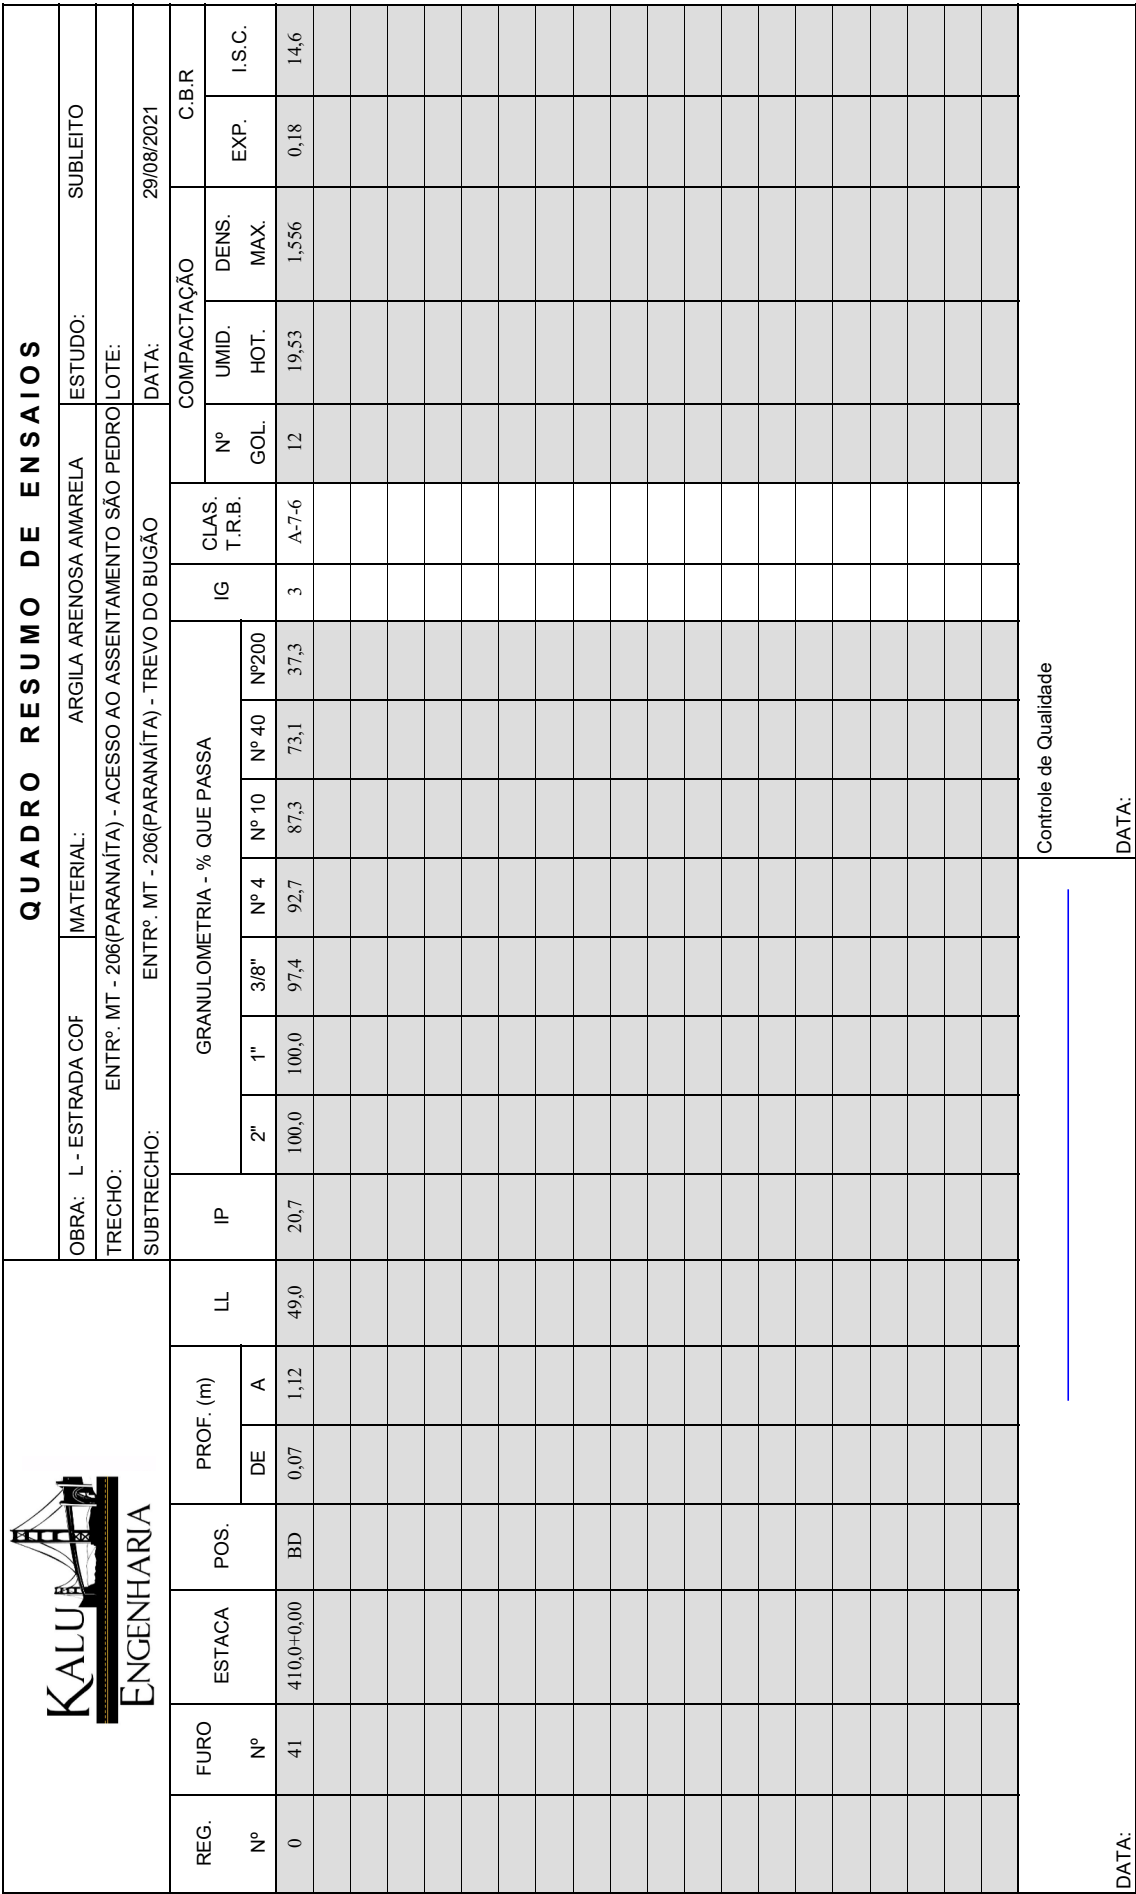 KALU
ENGENHARIA
QUADRO RESUMO DE ENSAIOS
OBRA: L - ESTRADA COF MATERIAL: ARGILA ARENOSA AMARELA ESTUDO: SUBLEITO
TRECHO: ENTRº. MT - 206(PARANAÍTA) - ACESSO AO ASSENTAMENTO SÃO PEDRO LOTE:
SUBTRECHO: ENTRº. MT - 206(PARANAÍTA) - TREVO DO BUGÃO DATA: 29/08/2021
REG. FURO ESTACA POS. PROF. (m) LL IP GRANULOMETRIA - % QUE PASSA IG CLAS. T.R.B. COMPACTAÇÃO C.B.R
Nº Nº DE A 2" 1" 3/8" Nº 4 Nº 10 Nº 40 Nº200 Nº GOL. UMID. HOT. DENS. MAX. EXP. I.S.C.
0 41 410,0+0,00 BD 0,07 1,12 49,0 20,7 100,0 100,0 97,4 92,7 87,3 73,1 37,3 3 A-7-6 12 19,53 1,556 0,18 14,6
Controle de Qualidade
DATA: DATA: